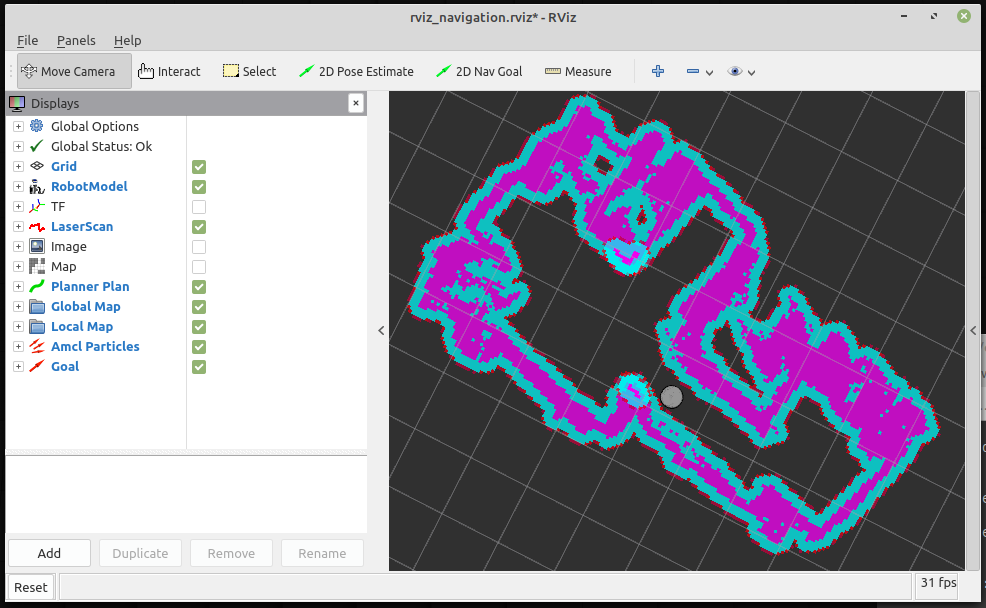 rviz_navigation.rviz* - RViz
File Panels Help
Move Camera Interact Select 2D Pose Estimate 2D Nav Goal Measure
Displays
Global Options
Global Status: Ok
Grid
RobotModel
TF
LaserScan
Image
Map
Planner Plan
Global Map
Local Map
Amcl Particles
Goal
Add Duplicate Remove Rename
Reset
31 fps